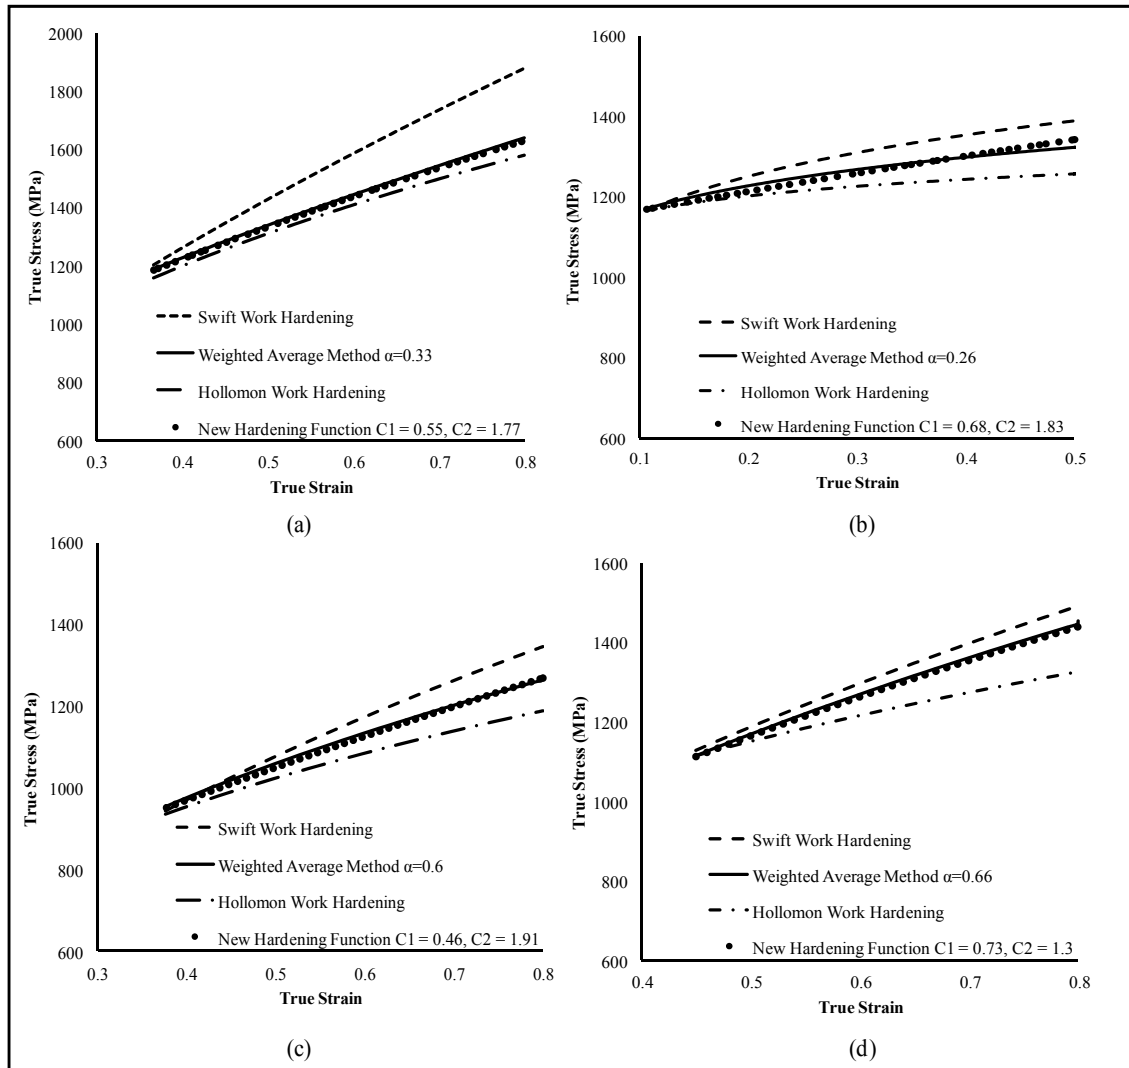 2000
1800
1600
1400
1200
1000
800
600
True Stress (MPa)
Swift Work Hardening
Weighted Average Method α=0.33
Hollomon Work Hardening
New Hardening Function C1 = 0.55, C2 = 1.77
0.3 0.4 0.5 0.6 0.7 0.8
True Strain
(a)
1600
1400
1200
1000
800
600
True Stress (MPa)
Swift Work Hardening
Weighted Average Method α=0.26
Hollomon Work Hardening
New Hardening Function C1 = 0.68, C2 = 1.83
0.1 0.2 0.3 0.4 0.5
True Strain
(b)
1600
1400
1200
1000
800
600
True Stress (MPa)
Swift Work Hardening
Weighted Average Method α=0.6
Hollomon Work Hardening
New Hardening Function C1 = 0.46, C2 = 1.91
0.3 0.4 0.5 0.6 0.7 0.8
True Strain
(c)
1600
1400
1200
1000
800
600
True Stress (MPa)
Swift Work Hardening
Weighted Average Method α=0.66
Hollomon Work Hardening
New Hardening Function C1 = 0.73, C2 = 1.3
0.4 0.5 0.6 0.7 0.8
True Strain
(d)